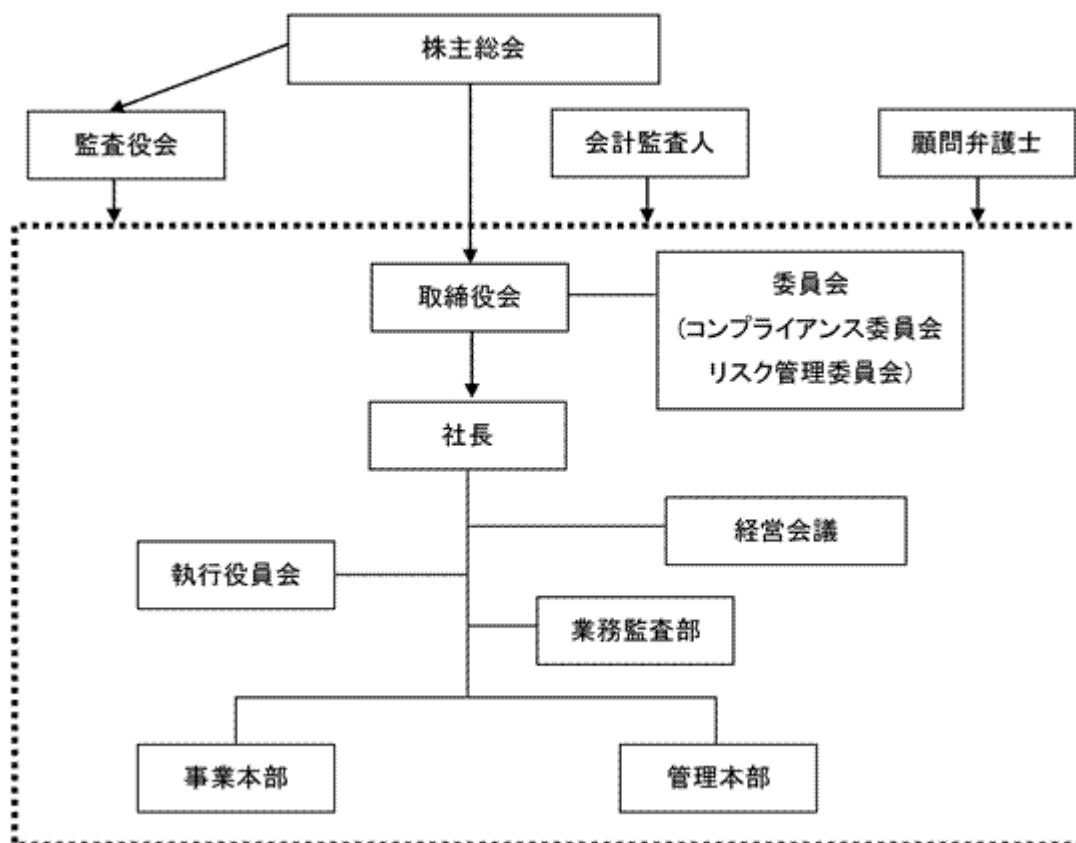 株主総会
監査役会
会計監査人
顧問弁護士
取締役会
委員会
(コンプライアンス委員会
リスク管理委員会)
社長
経営会議
執行役員会
業務監査部
事業本部
管理本部